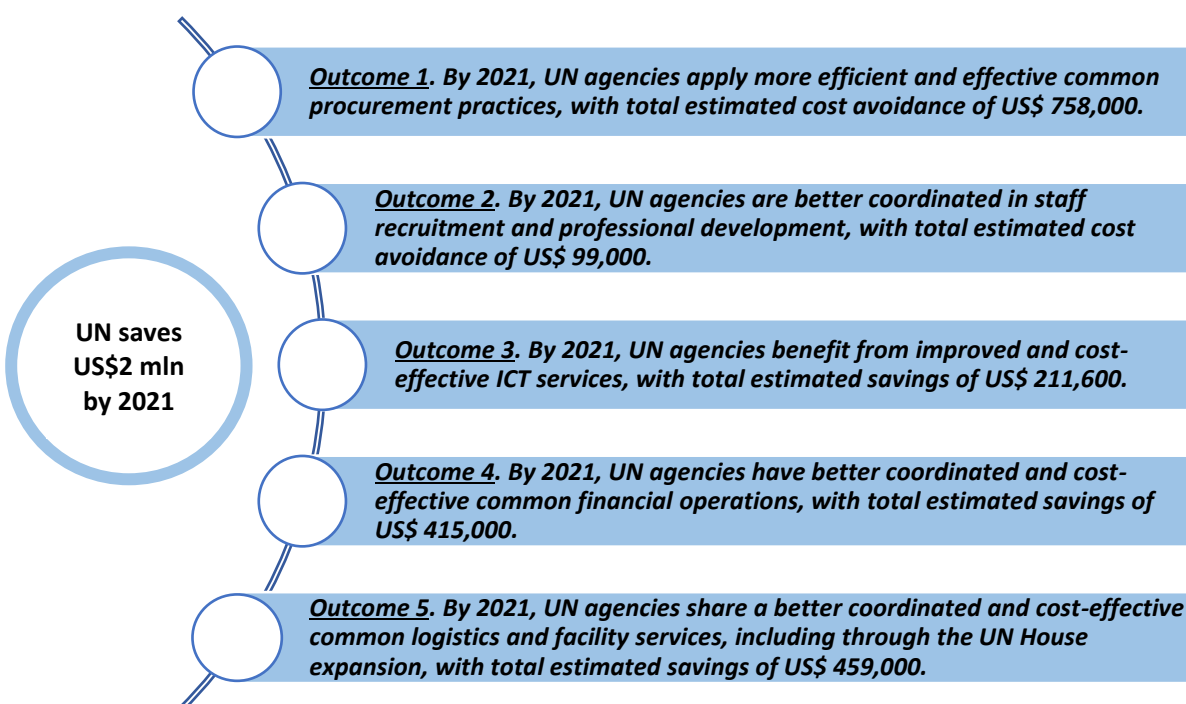 Outcome 1. By 2021, UN agencies apply more efficient and effective common
procurement practices, with total estimated cost avoidance of US$ 758,000.
Outcome 2. By 2021, UN agencies are better coordinated in staff
recruitment and professional development, with total estimated cost
avoidance of US$ 99,000.
UN saves
US$2 mln
by 2021
Outcome 3. By 2021, UN agencies benefit from improved and cost-
effective ICT services, with total estimated savings of US$ 211,600.
Outcome 4. By 2021, UN agencies have better coordinated and cost-
effective common financial operations, with total estimated savings of
US$ 415,000.
Outcome 5. By 2021, UN agencies share a better coordinated and cost-effective
common logistics and facility services, including through the UN House
expansion, with total estimated savings of US$ 459,000.